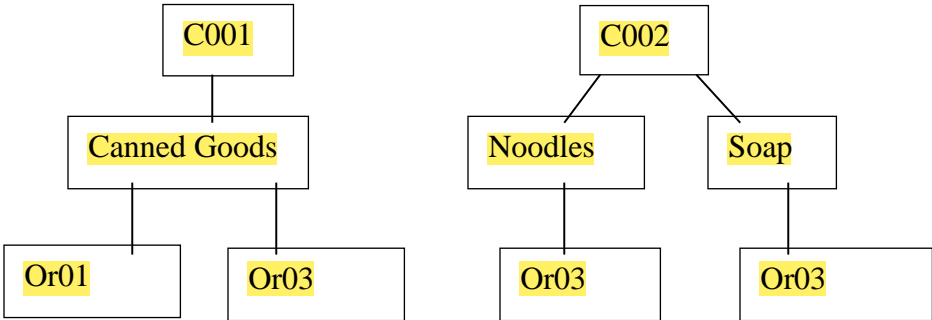 C001
C002
Canned Goods
Noodles
Soap
Or01
Or03
Or03
Or03